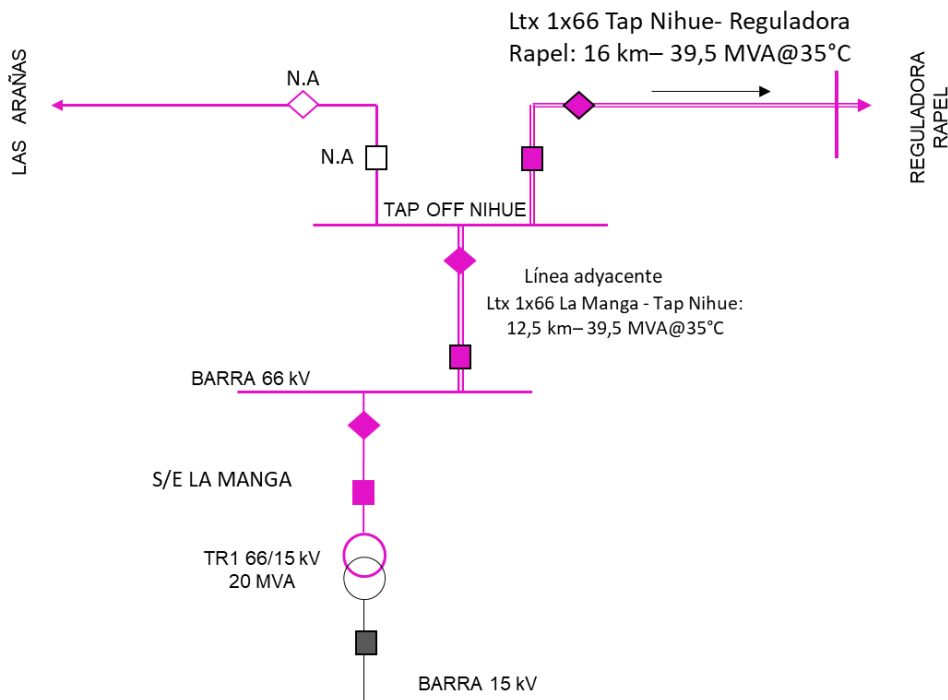 Ltx 1x66 Tap Nihue- Reguladora
Rapel: 16 km– 39,5 MVA@35°C
LAS ARAÑAS
N.A
REGULADORA
RAPEL
N.A
TAP OFF NIHUE
Línea adyacente
Ltx 1x66 La Manga - Tap Nihue:
12,5 km– 39,5 MVA@35°C
BARRA 66 kV
S/E LA MANGA
TR1 66/15 kV
20 MVA
BARRA 15 kV